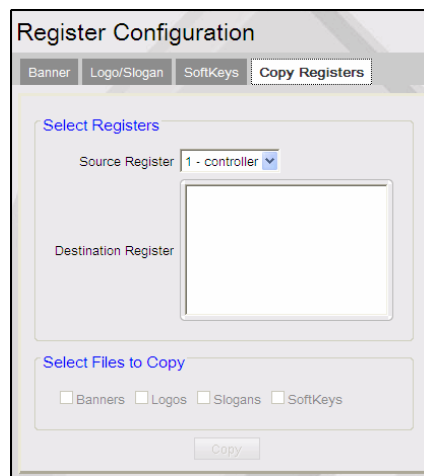 Register Configuration
Banner Logo/Slogan SoftKeys Copy Registers
Select Registers
Source Register 1 - controller
Destination Register
Select Files to Copy
Banners Logos Slogans SoftKeys
Copy